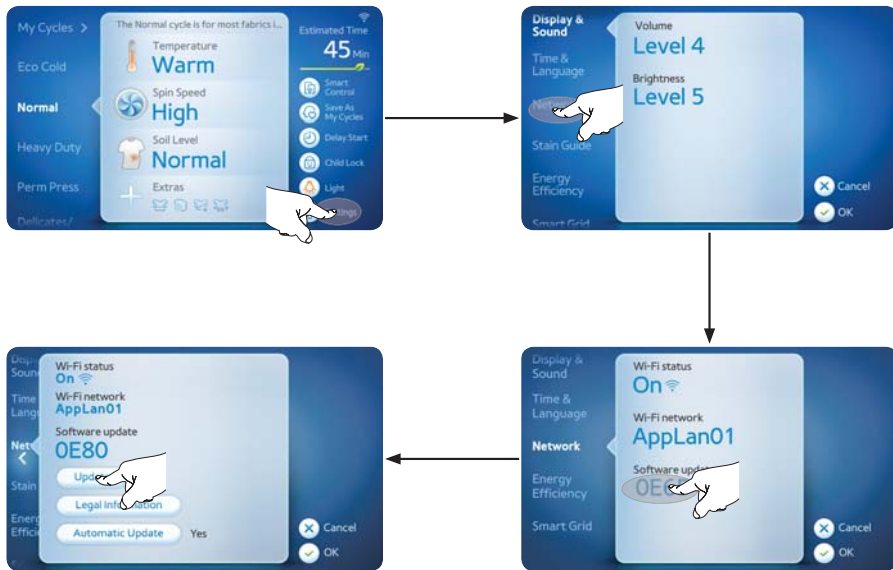 My Cycles >
Eco Cold
Normal
Heavy Duty
Perm Press
Delicates/
The Normal cycle is for most fabrics i...
Temperature
Warm
Spin Speed
High
Soil Level
Normal
Extras
Estimated Time
45 Min
Smart
Control
Save As
My Cycles
Delay Start
Child Lock
Light
Display &
Sound
Time &
Language
Stain Guide
Energy
Efficiency
Smart Grid
Volume
Level 4
Brightness
Level 5
Cancel
OK
Wi-Fi status
On
Wi-Fi network
AppLan01
Software update
0E80
Legal Information
Automatic Update Yes
Stain
Cancel
OK
Display &
Sound
Time &
Language
Network
Energy
Efficiency
Smart Grid
Wi-Fi status
On
Wi-Fi network
AppLan01
Software
Cancel
OK